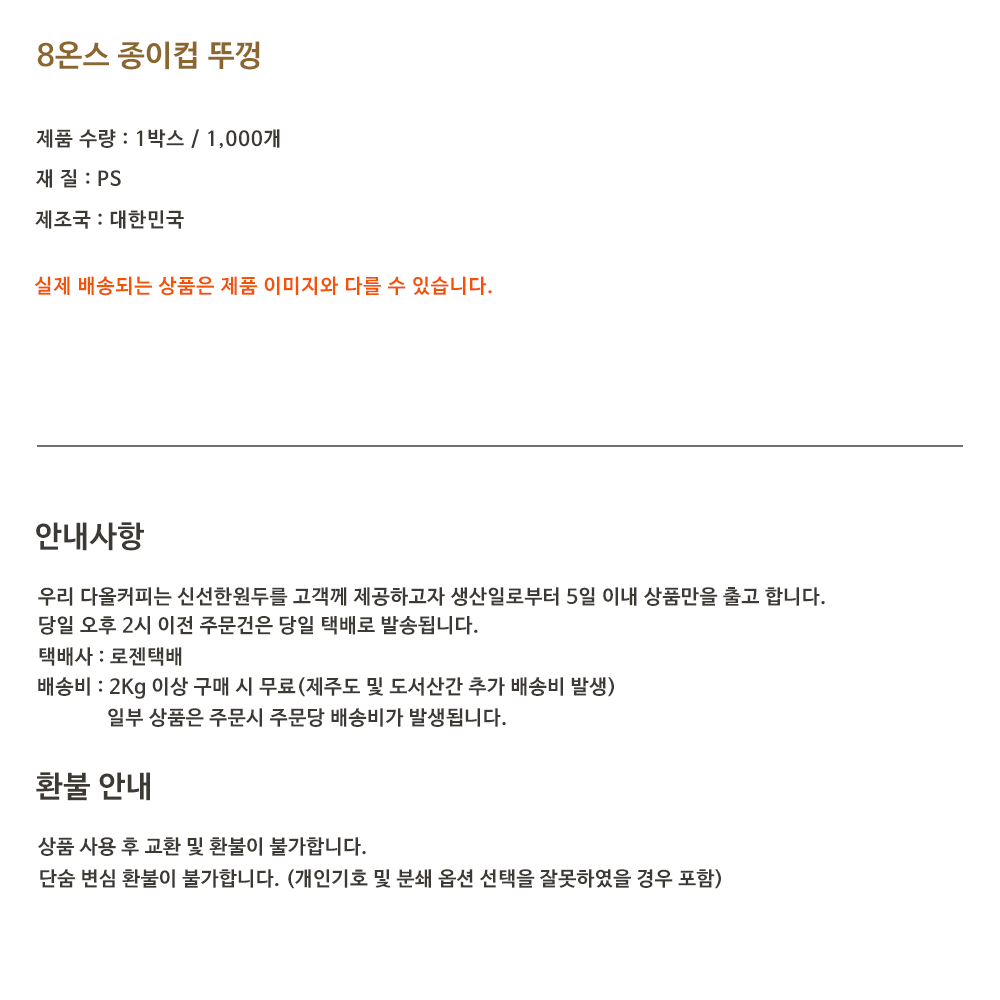 8온스 종이컵 뚜껑
제품 수량 : 1박스 / 1,000개
재 질 : PS
제조국 : 대한민국
실제 배송되는 상품은 제품 이미지와 다를 수 있습니다.
안내사항
우리 다올커피는 신선한원두를 고객께 제공하고자 생산일로부터 5일 이내 상품만을 출고 합니다.
당일 오후 2시 이전 주문건은 당일 택배로 발송됩니다.
택배사 : 로젠택배
배송비 : 2Kg 이상 구매 시 무료(제주도 및 도서산간 추가 배송비 발생)
일부 상품은 주문시 주문당 배송비가 발생됩니다.
환불 안내
상품 사용 후 교환 및 환불이 불가합니다.
단숨 변심 환불이 불가합니다. (개인기호 및 분쇄 옵션 선택을 잘못하였을 경우 포함)